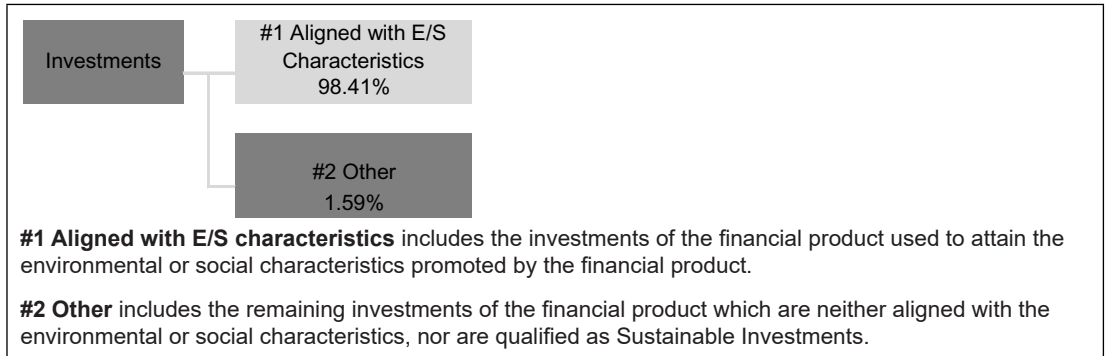 Investments
#1 Aligned with E/S
Characteristics
98.41%
#2 Other
1.59%
#1 Aligned with E/S characteristics includes the investments of the financial product used to attain the
environmental or social characteristics promoted by the financial product.
#2 Other includes the remaining investments of the financial product which are neither aligned with the
environmental or social characteristics, nor are qualified as Sustainable Investments.